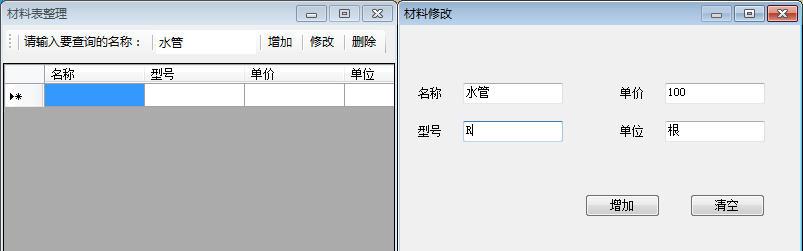 材料表整理
请输入要查询的名称： 水管 增加 修改 删除
名称 型号 单价 单位
材料修改
名称 水管 单价 100
型号 R 单位 根
增加 清空